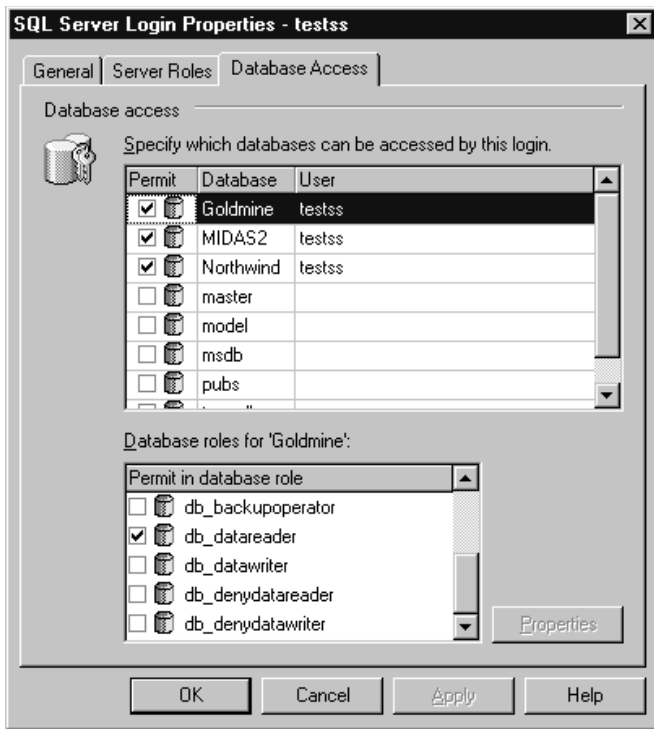 SQL Server Login Properties - testss
General Server Roles Database Access
Database access
Specify which databases can be accessed by this login.
Permit Database User
Goldmine testss
MIDAS2 testss
Northwind testss
master
model
msdb
pubs
Database roles for 'Goldmine':
Permit in database role
db_backupoperator
db_datareader
db_datawriter
db_denydatareader
db_denydatawriter
Properties
OK Cancel Apply Help